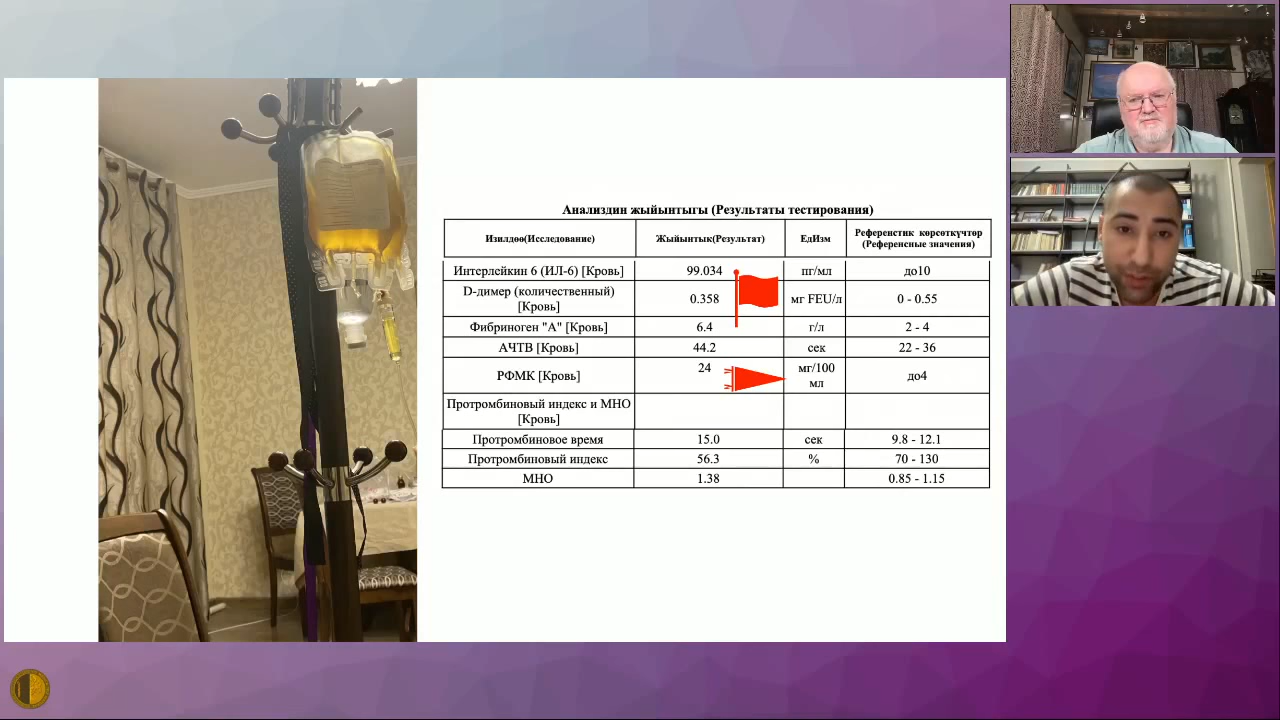 Анализдин жыйынтыгы (Результаты тестирования)
Изилдөө(Исследование) Жыйынтык(Результат) ЕдИзм Референстик көрсөткүчтөр
(Референсные значения)
Интерлейкин 6 (ИЛ-6) [Кровь] 99.034 пг/мл до10
D-димер (количественный)
[Кровь] 0.358 мг FEU/л 0 - 0.55
Фибриноген "А" [Кровь] 6.4 г/л 2 - 4
АЧТВ [Кровь] 44.2 сек 22 - 36
РФМК [Кровь] 24 мг/100
мл до4
Протромбиновый индекс и МНО
[Кровь]
Протромбиновое время 15.0 сек 9.8 - 12.1
Протромбиновый индекс 56.3 % 70 - 130
МНО 1.38 0.85 - 1.15